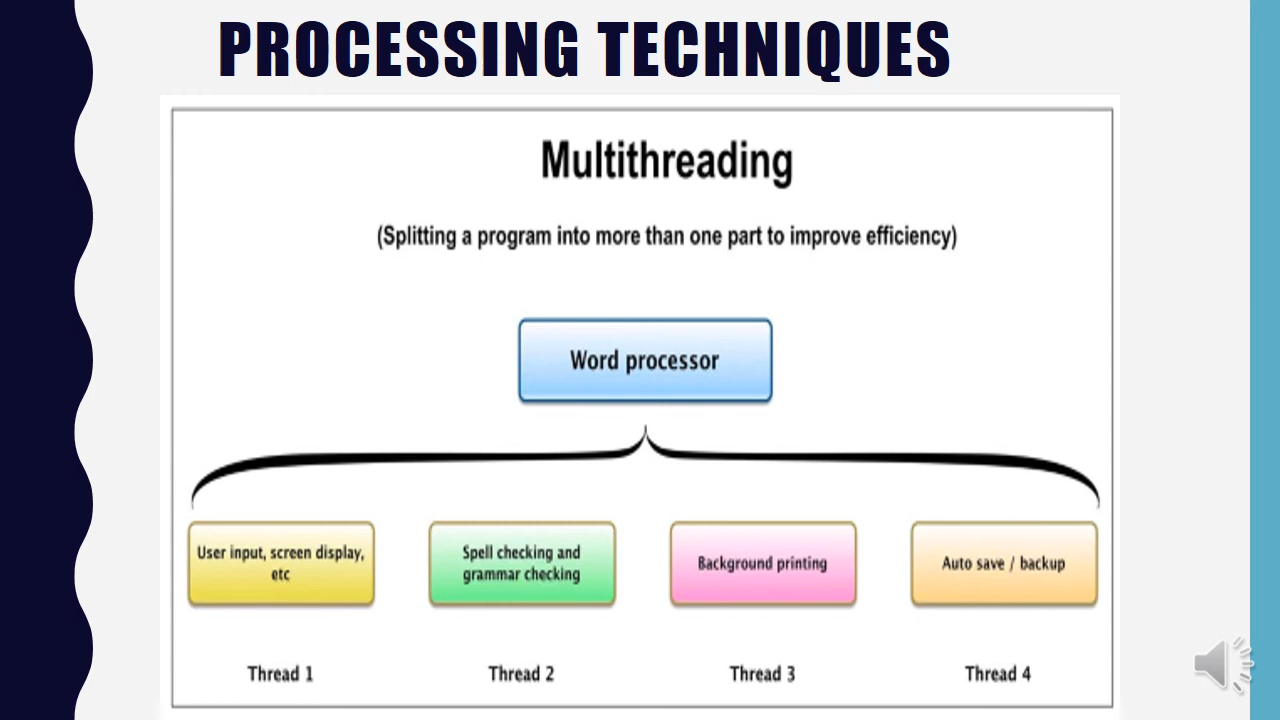 PROCESSING TECHNIQUES
Multithreading
(Splitting a program into more than one part to improve efficiency)
Word processor
User input, screen display,
etc
Spell checking and
grammar checking
Background printing
Auto save / backup
Thread 1
Thread 2
Thread 3
Thread 4